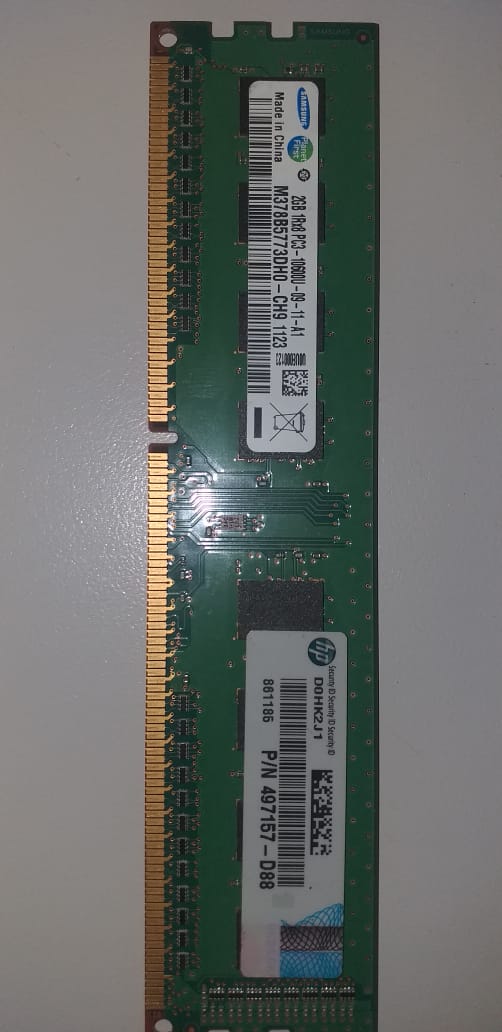 SAMSUNG
Planet First
2GB 1Rx8 PC3-10600U-09-11-A1
Made in China
M378B5773DH0-CH9 1123
hp
Security ID Security ID Security ID
D0HK2J1
861185 P/N 497157-D88